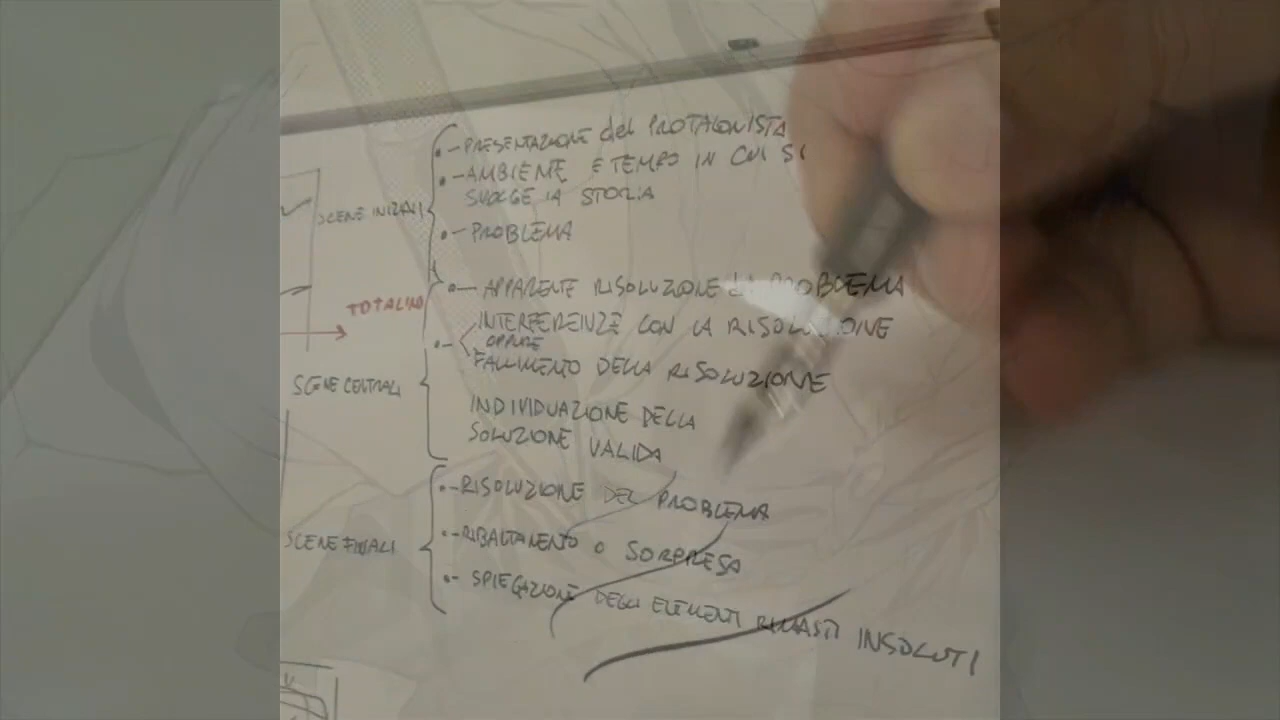 - PRESENTAZIONE del PROTAGONISTA
SCENE INIZIALI
- AMBIENTE E TEMPO IN CUI SI
SVOLGE LA STORIA
- PROBLEMA
TOTALINO
- APPARENTE RISOLUZIONE DEL PROBLEMA
- INTERFERENZE CON LA RISOLUZIONE
OPPURE
FALLIMENTO DELLA RISOLUZIONE
SCENE CENTRALI
INDIVIDUAZIONE DELLA
SOLUZIONE VALIDA
- RISOLUZIONE DEL PROBLEMA
SCENE FINALI
- RIBALTAMENTO O SORPRESA
- SPIEGAZIONE DEGLI ELEMENTI RIMASTI INSOLUTI